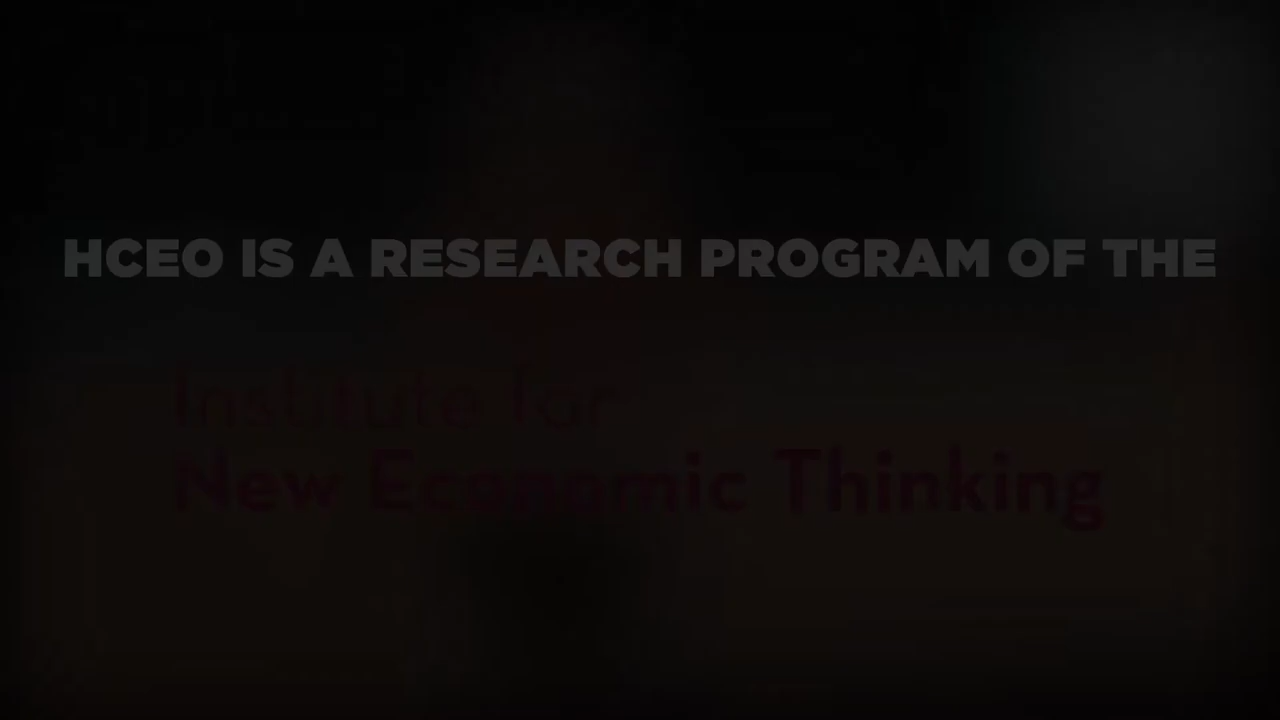 HCEO IS A RESEARCH PROGRAM OF THE
Institute for
New Economic Thinking